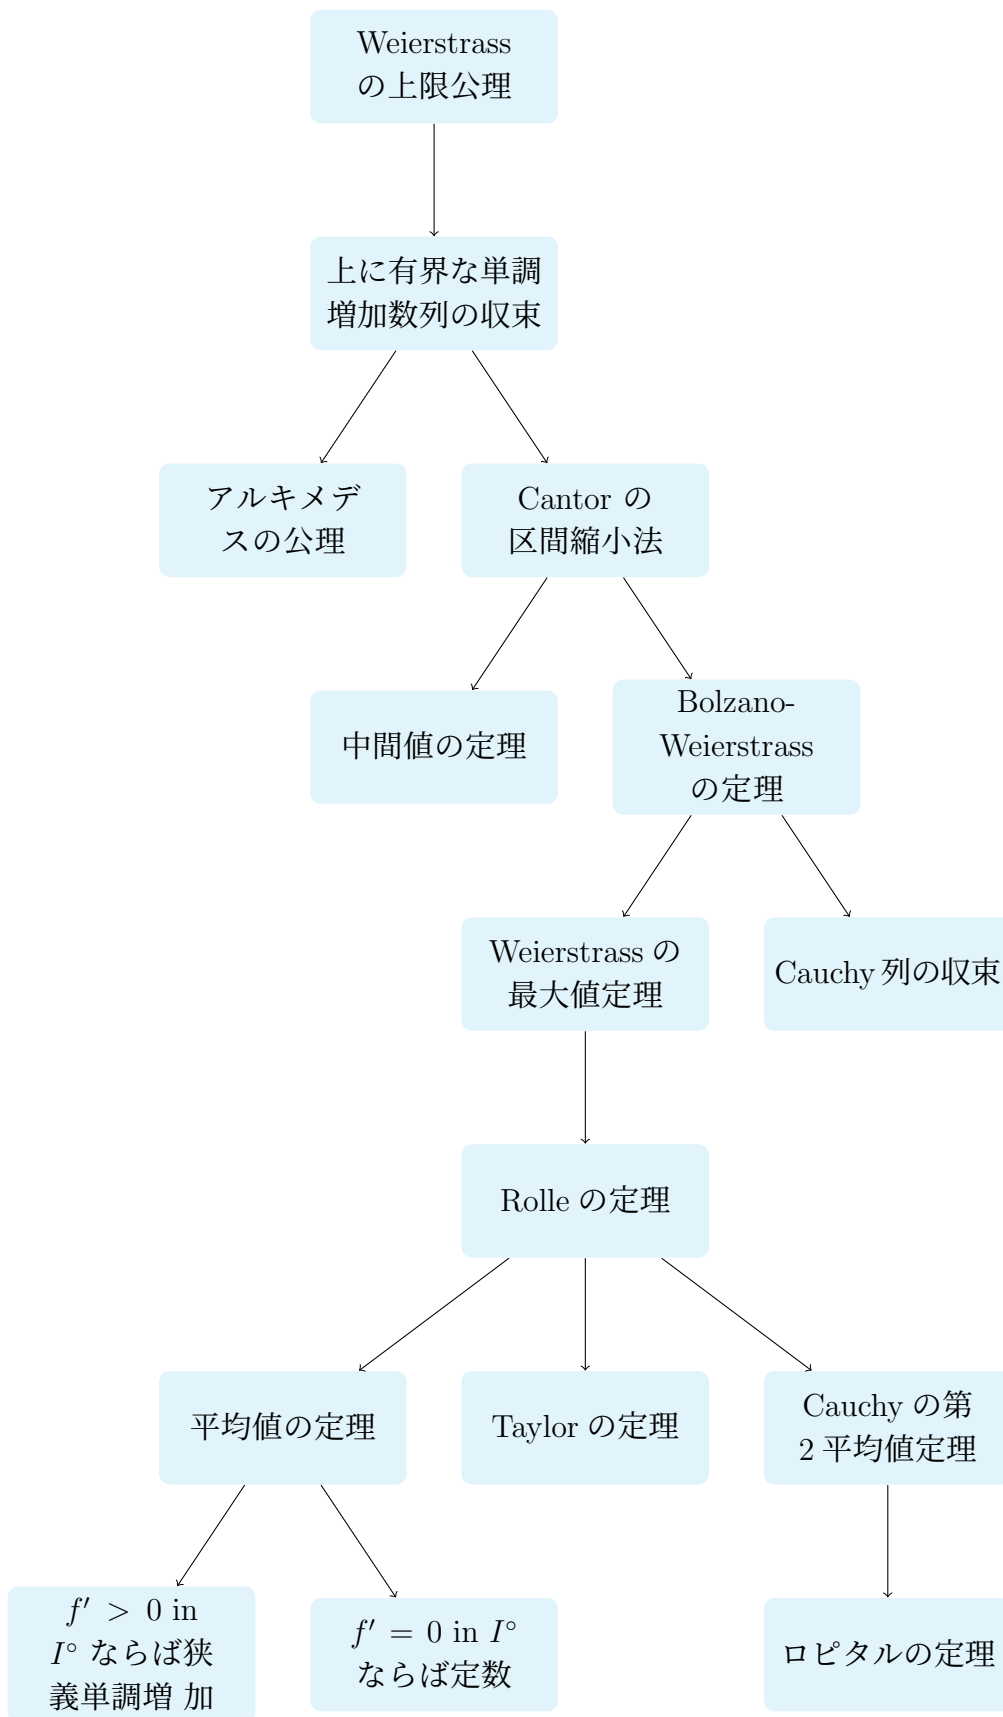 Weierstrass
の上限公理
上に有界な単調
増加数列の収束
アルキメデ
スの公理
Cantor の
区間縮小法
中間値の定理
Bolzano-
Weierstrass
の定理
Weierstrass の
最大値定理
Cauchy 列の収束
Rolle の定理
平均値の定理
Taylor の定理
Cauchy の第
2 平均値定理
f′ > 0 in
I° ならば狭
義単調増 加
f′ = 0 in I°
ならば定数
ロピタルの定理